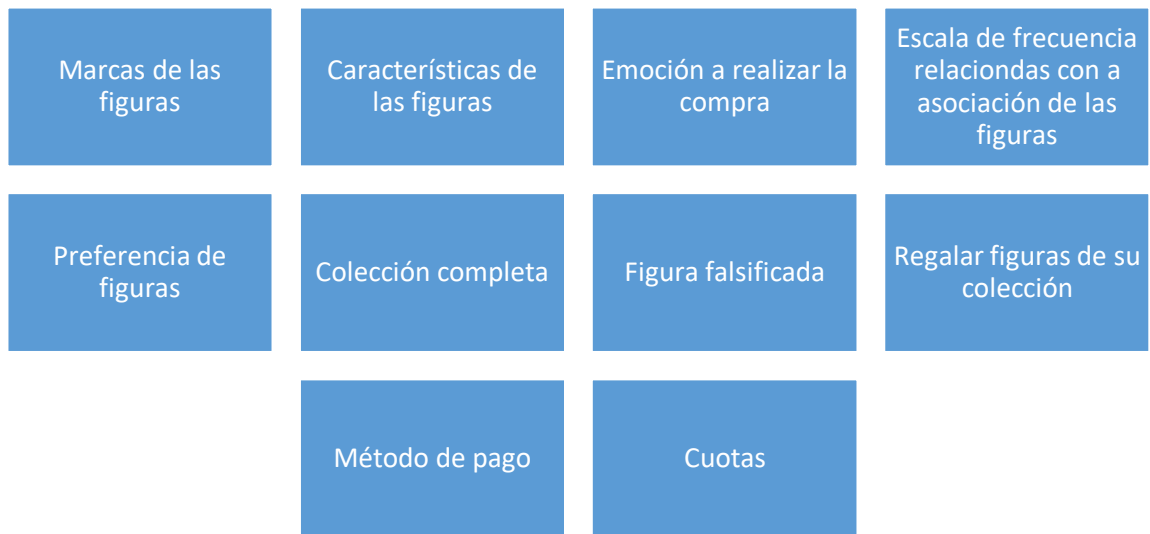 Marcas de las
figuras
Características de
las figuras
Emoción a realizar la
compra
Escala de frecuencia
relaciondas con a
asociación de las
figuras
Preferencia de
figuras
Colección completa
Figura falsificada
Regalar figuras de su
colección
Método de pago
Cuotas